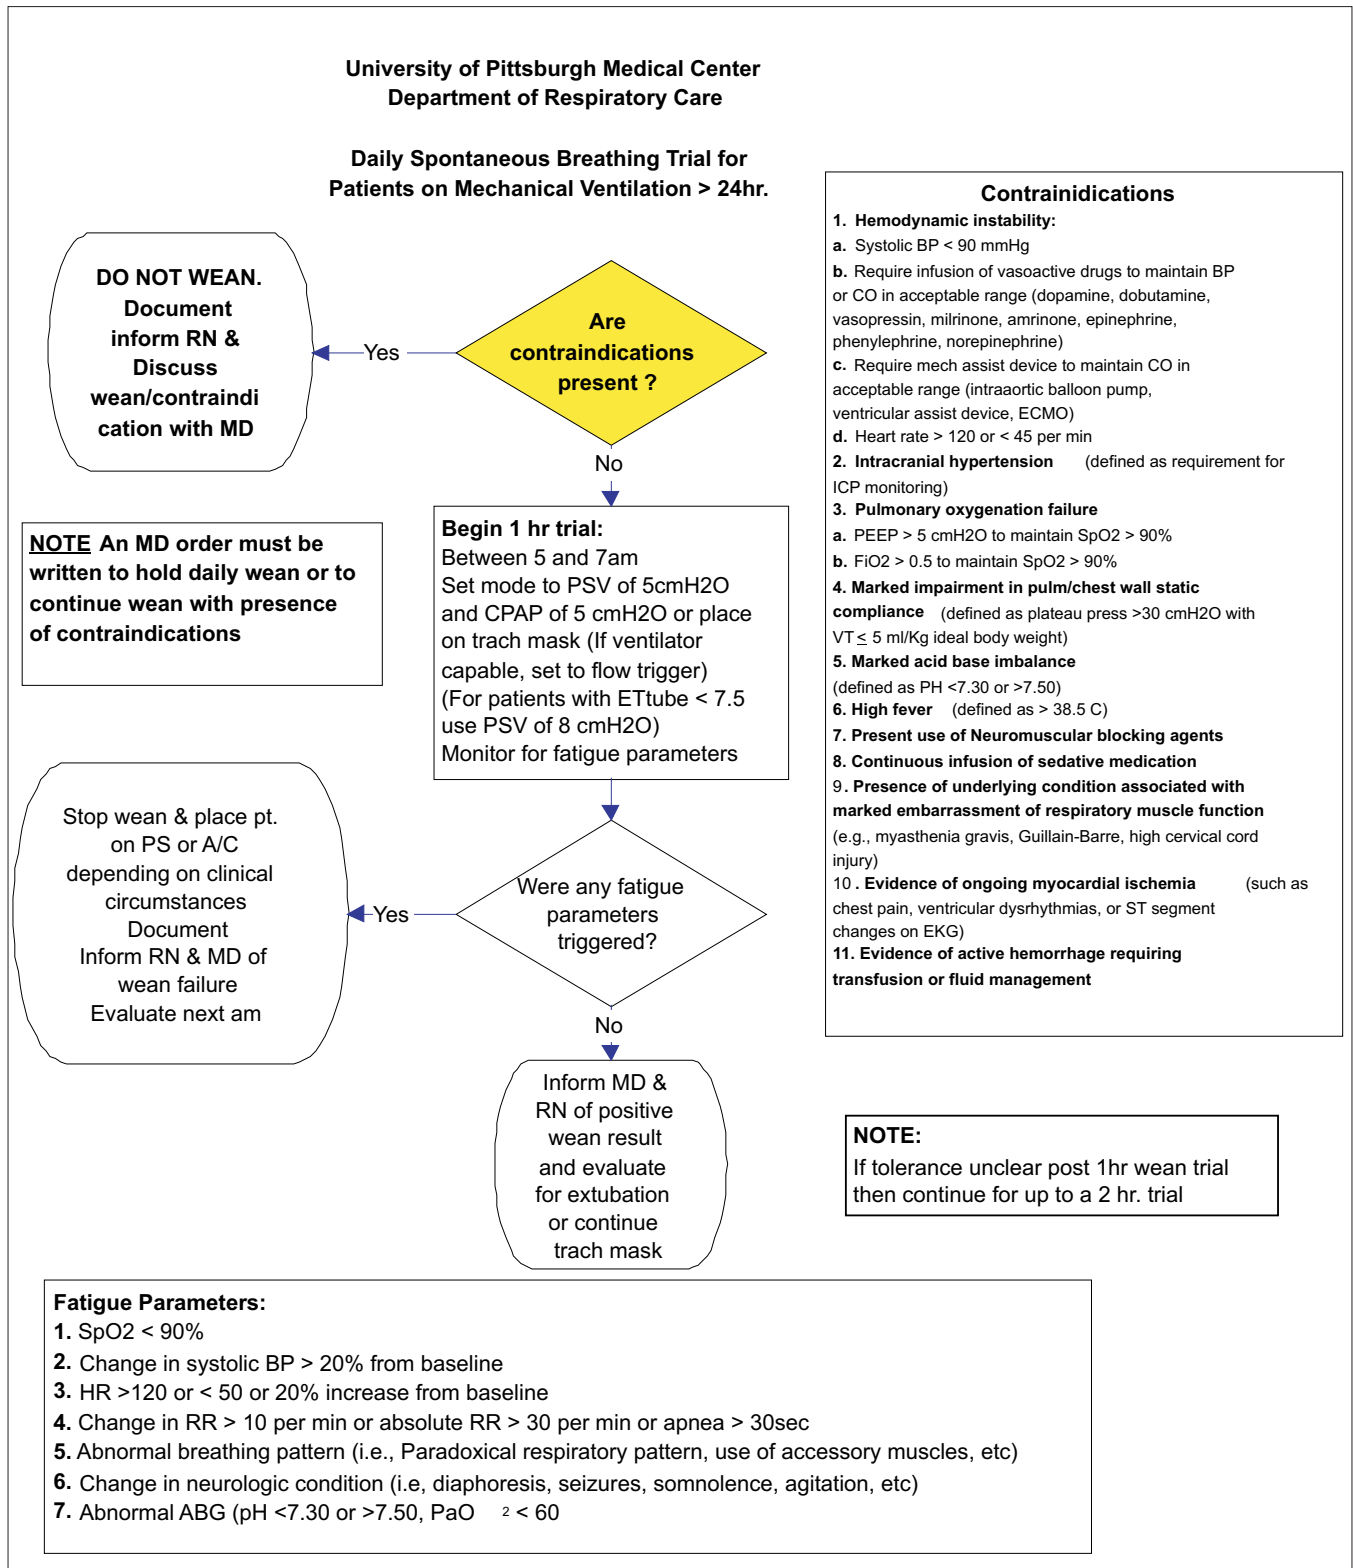 University of Pittsburgh Medical Center
Department of Respiratory Care
Daily Spontaneous Breathing Trial for
Patients on Mechanical Ventilation > 24hr.
DO NOT WEAN.
Document
inform RN &
Discuss
wean/contraindi
cation with MD
Yes
Are
contraindications
present ?
No
NOTE An MD order must be
written to hold daily wean or to
continue wean with presence
of contraindications
Begin 1 hr trial:
Between 5 and 7am
Set mode to PSV of 5cmH2O
and CPAP of 5 cmH2O or place
on trach mask (If ventilator
capable, set to flow trigger)
(For patients with ETtube < 7.5
use PSV of 8 cmH2O)
Monitor for fatigue parameters
Stop wean & place pt.
on PS or A/C
depending on clinical
circumstances
Document
Inform RN & MD of
wean failure
Evaluate next am
Yes
Were any fatigue
parameters
triggered?
No
Inform MD &
RN of positive
wean result
and evaluate
for extubation
or continue
trach mask
Contrainidications
1. Hemodynamic instability:
a. Systolic BP < 90 mmHg
b. Require infusion of vasoactive drugs to maintain BP
or CO in acceptable range (dopamine, dobutamine,
vasopressin, milrinone, amrinone, epinephrine,
phenylephrine, norepinephrine)
c. Require mech assist device to maintain CO in
acceptable range (intraaortic balloon pump,
ventricular assist device, ECMO)
d. Heart rate > 120 or < 45 per min
2. Intracranial hypertension (defined as requirement for
ICP monitoring)
3. Pulmonary oxygenation failure
a. PEEP > 5 cmH2O to maintain SpO2 > 90%
b. FiO2 > 0.5 to maintain SpO2 > 90%
4. Marked impairment in pulm/chest wall static
compliance (defined as plateau press >30 cmH2O with
VT ≤ 5 ml/Kg ideal body weight)
5. Marked acid base imbalance
(defined as PH <7.30 or >7.50)
6. High fever (defined as > 38.5 C)
7. Present use of Neuromuscular blocking agents
8. Continuous infusion of sedative medication
9. Presence of underlying condition associated with
marked embarrassment of respiratory muscle function
(e.g., myasthenia gravis, Guillain-Barre, high cervical cord
injury)
10 . Evidence of ongoing myocardial ischemia (such as
chest pain, ventricular dysrhythmias, or ST segment
changes on EKG)
11. Evidence of active hemorrhage requiring
transfusion or fluid management
NOTE:
If tolerance unclear post 1hr wean trial
then continue for up to a 2 hr. trial
Fatigue Parameters:
1. SpO2 < 90%
2. Change in systolic BP > 20% from baseline
3. HR >120 or < 50 or 20% increase from baseline
4. Change in RR > 10 per min or absolute RR > 30 per min or apnea > 30sec
5. Abnormal breathing pattern (i.e., Paradoxical respiratory pattern, use of accessory muscles, etc)
6. Change in neurologic condition (i.e, diaphoresis, seizures, somnolence, agitation, etc)
7. Abnormal ABG (pH <7.30 or >7.50, PaO 2 < 60